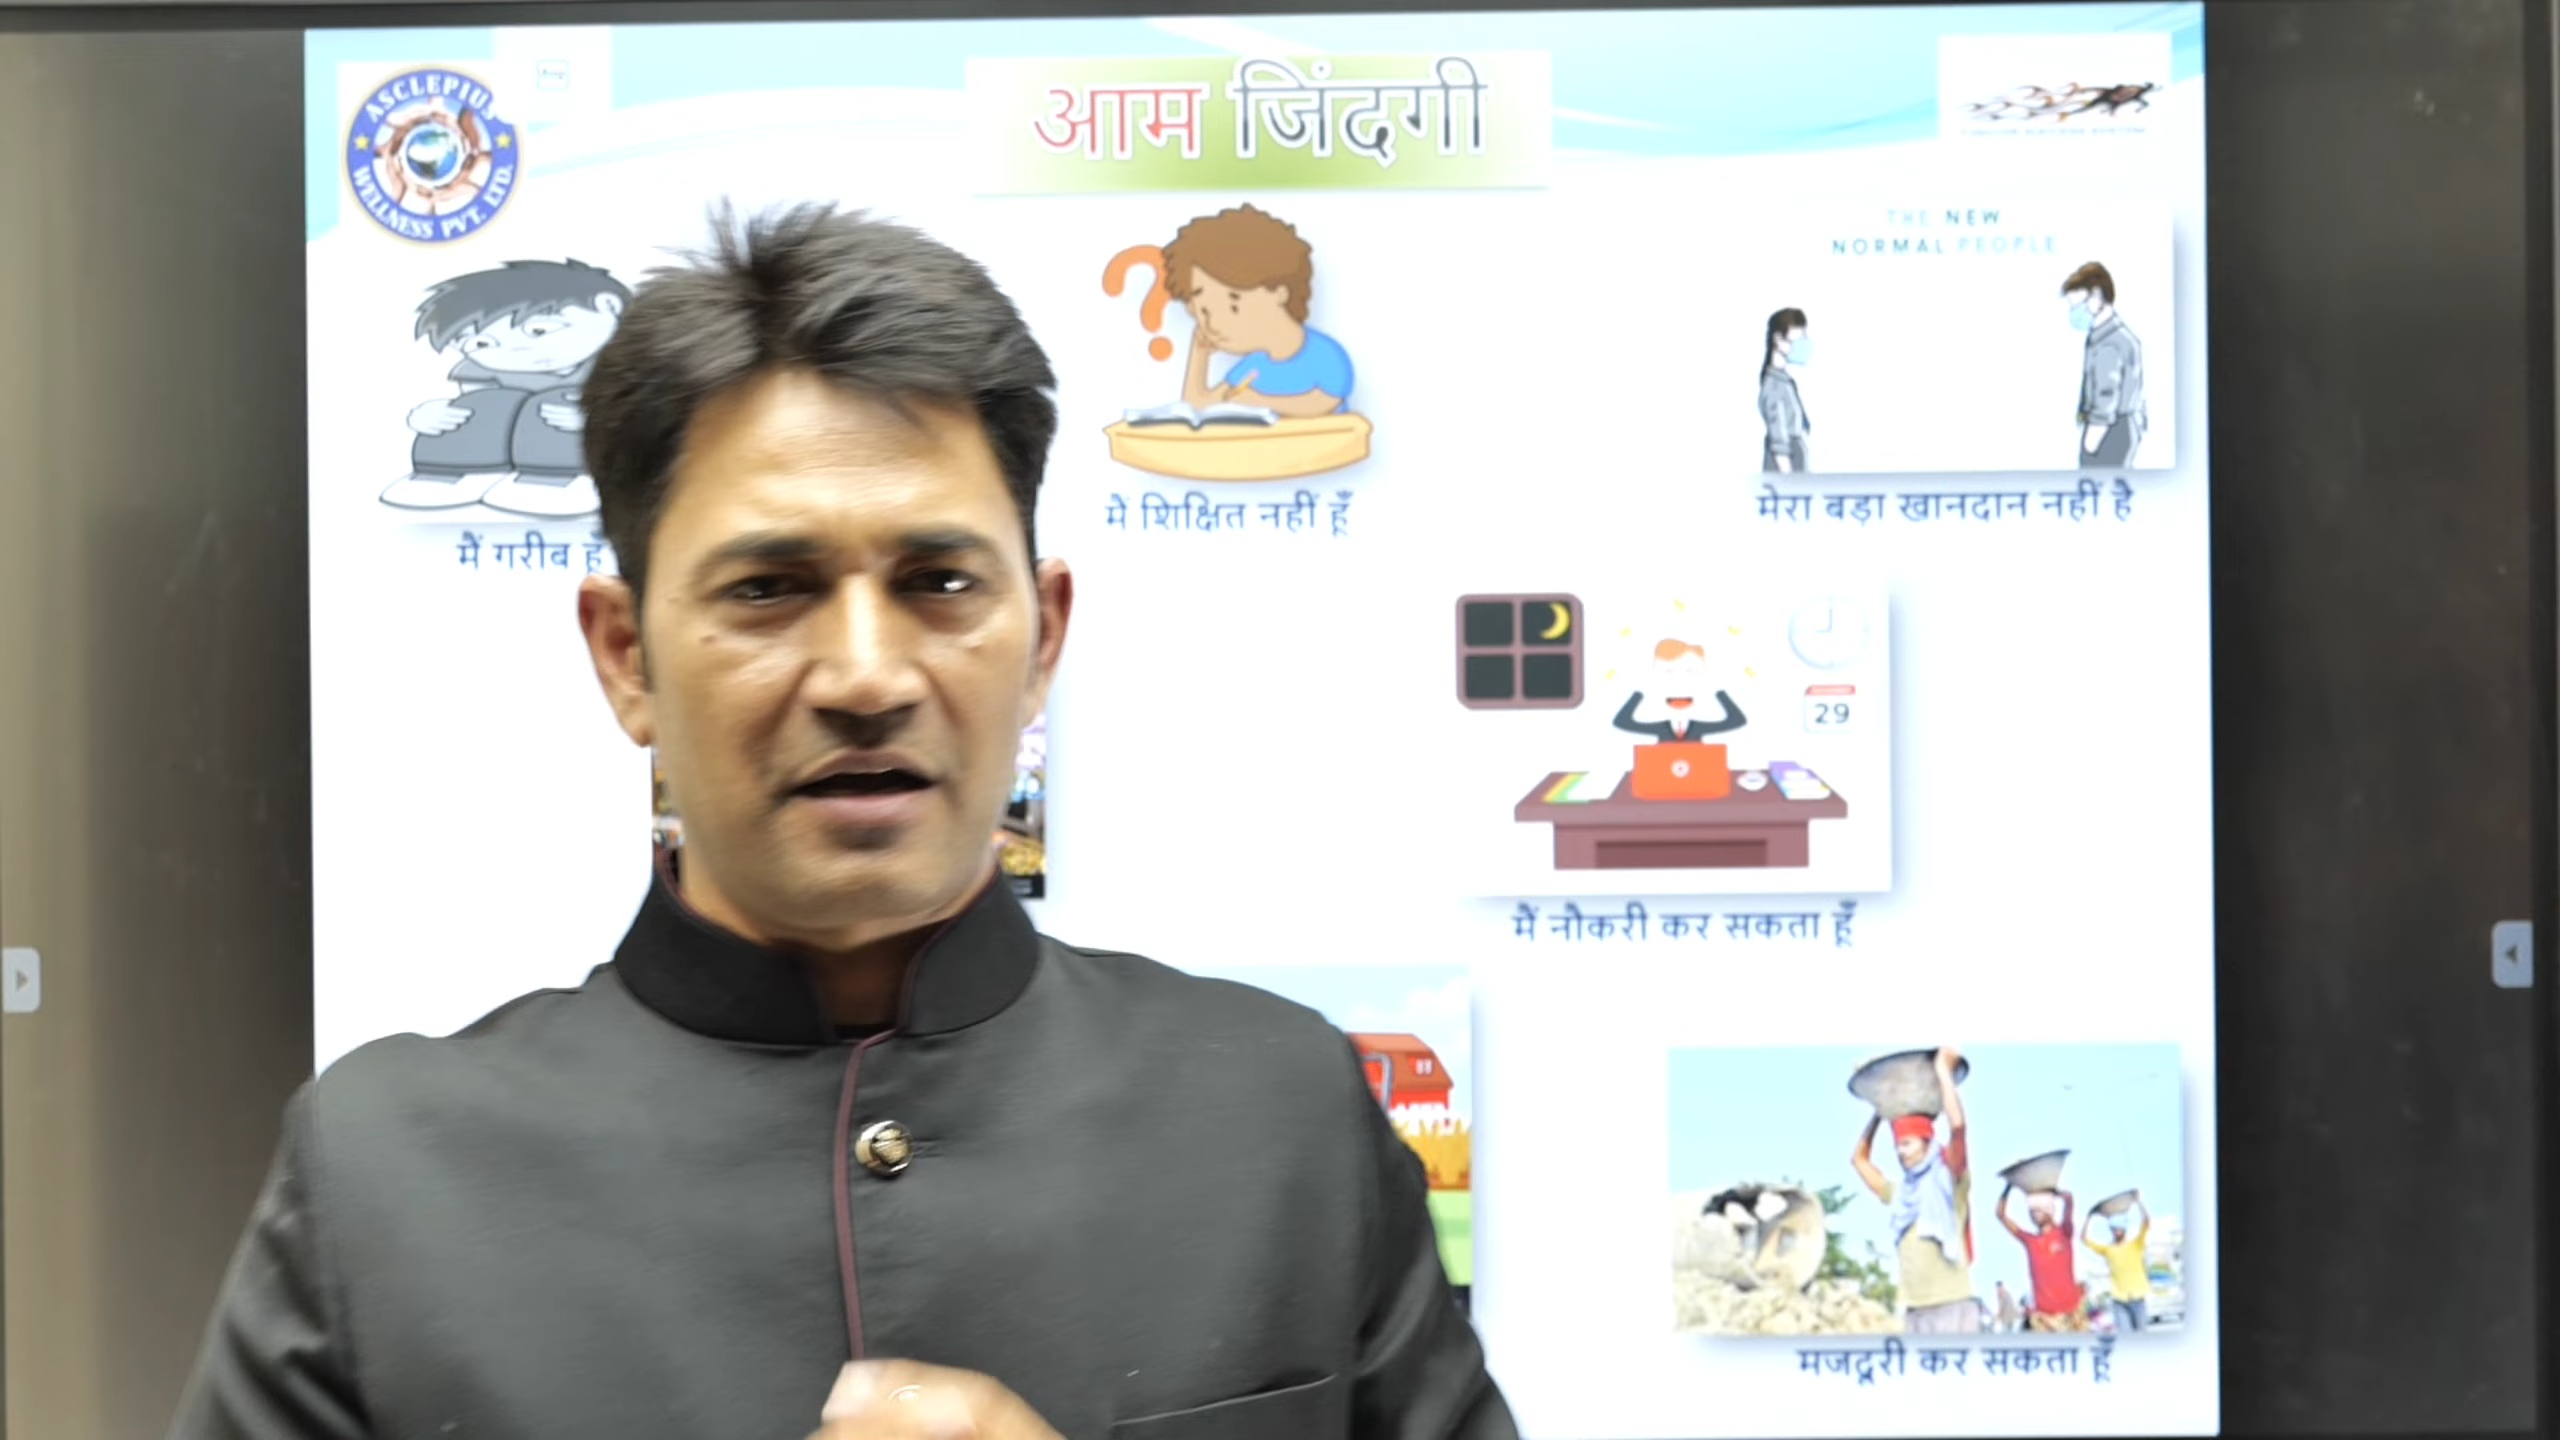 ASCLEPIUS
WELLNESS PVT. LTD.
आम जिंदगी
THE NEW
NORMAL PEOPLE
में शिक्षित नहीं हूँ
मेरा बड़ा खानदान नहीं है
मैं गरीब हूँ
29
मैं नौकरी कर सकता हूँ
मजदूरी कर सकता हूँ